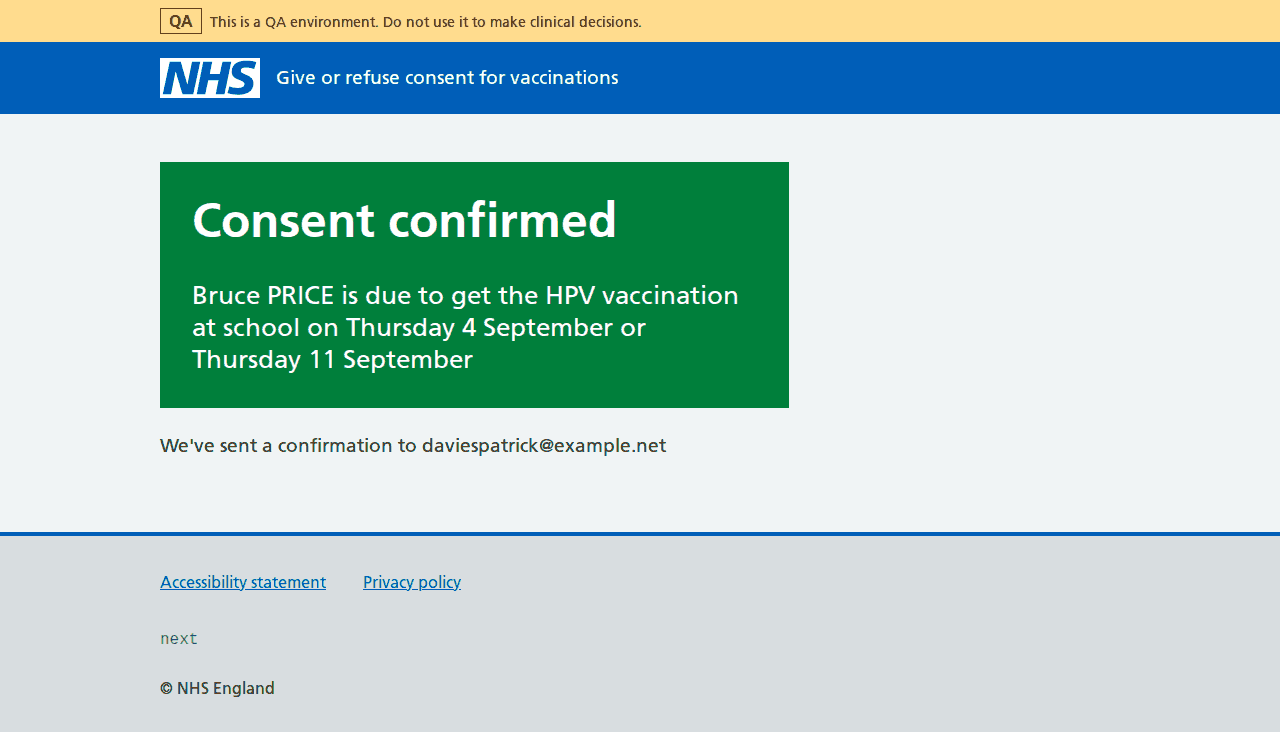 QA This is a QA environment. Do not use it to make clinical decisions.
NHS Give or refuse consent for vaccinations
Consent confirmed
Bruce PRICE is due to get the HPV vaccination
at school on Thursday 4 September or
Thursday 11 September
We've sent a confirmation to daviespatrick@example.net
Accessibility statement Privacy policy
next
© NHS England